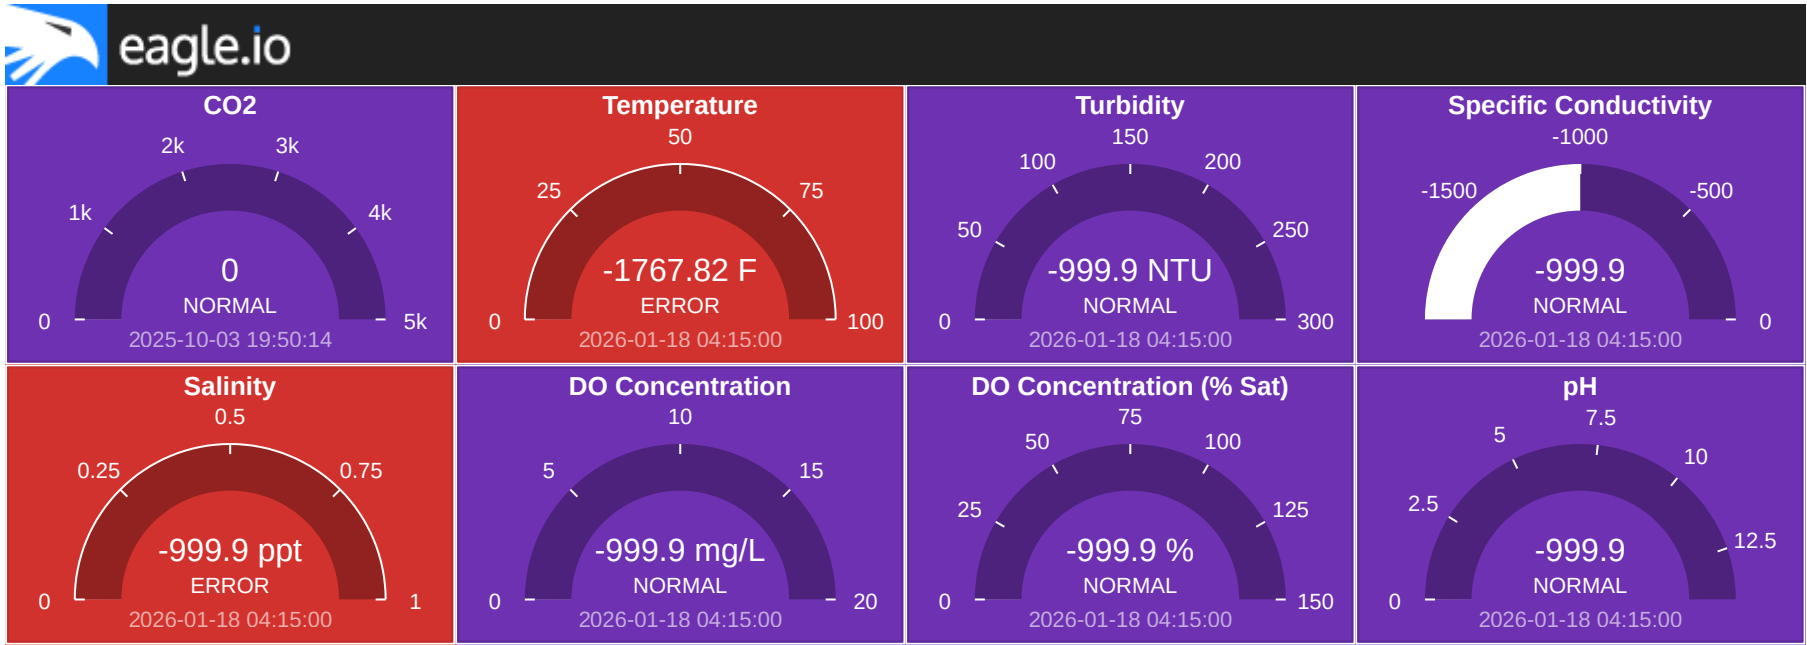 eagle.io
CO2
2k
3k
1k
4k
0
NORMAL
0
5k
2025-10-03 19:50:14
Temperature
50
25
75
-1767.82 F
ERROR
0
100
2026-01-18 04:15:00
Turbidity
150
100
200
50
250
-999.9 NTU
NORMAL
0
300
2026-01-18 04:15:00
Specific Conductivity
-1000
-1500
-500
-999.9
NORMAL
0
2026-01-18 04:15:00
Salinity
0.5
0.25
0.75
-999.9 ppt
ERROR
0
1
2026-01-18 04:15:00
DO Concentration
10
5
15
-999.9 mg/L
NORMAL
0
20
2026-01-18 04:15:00
DO Concentration (% Sat)
75
50
100
25
125
-999.9 %
NORMAL
0
150
2026-01-18 04:15:00
pH
7.5
5
10
2.5
12.5
-999.9
NORMAL
0
2026-01-18 04:15:00